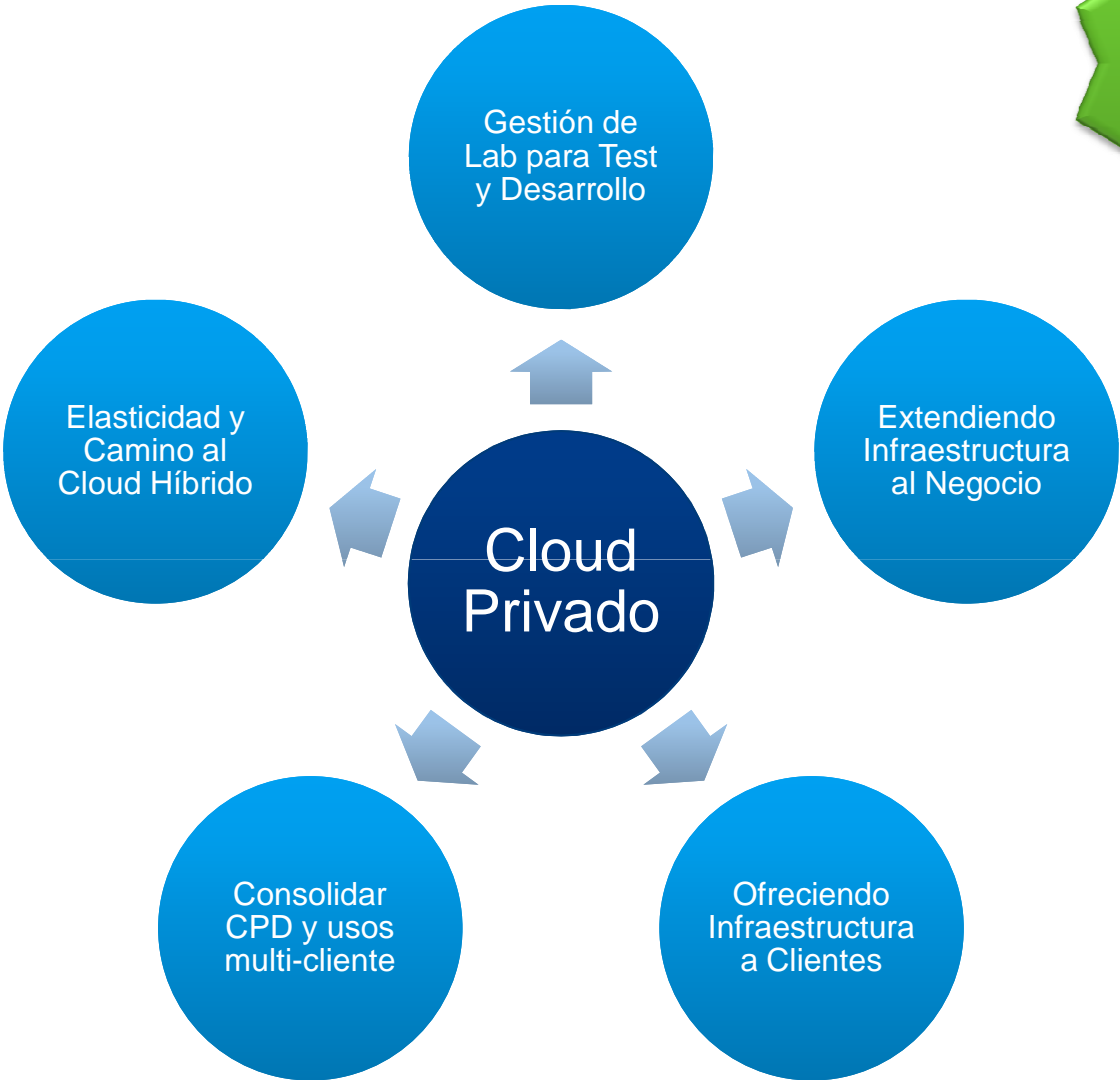 Gestión de
Lab para Test
y Desarrollo
Elasticidad y
Camino al
Cloud Híbrido
Extendiendo
Infraestructura
al Negocio
Cloud
Privado
Consolidar
CPD y usos
multi-cliente
Ofreciendo
Infraestructura
a Clientes